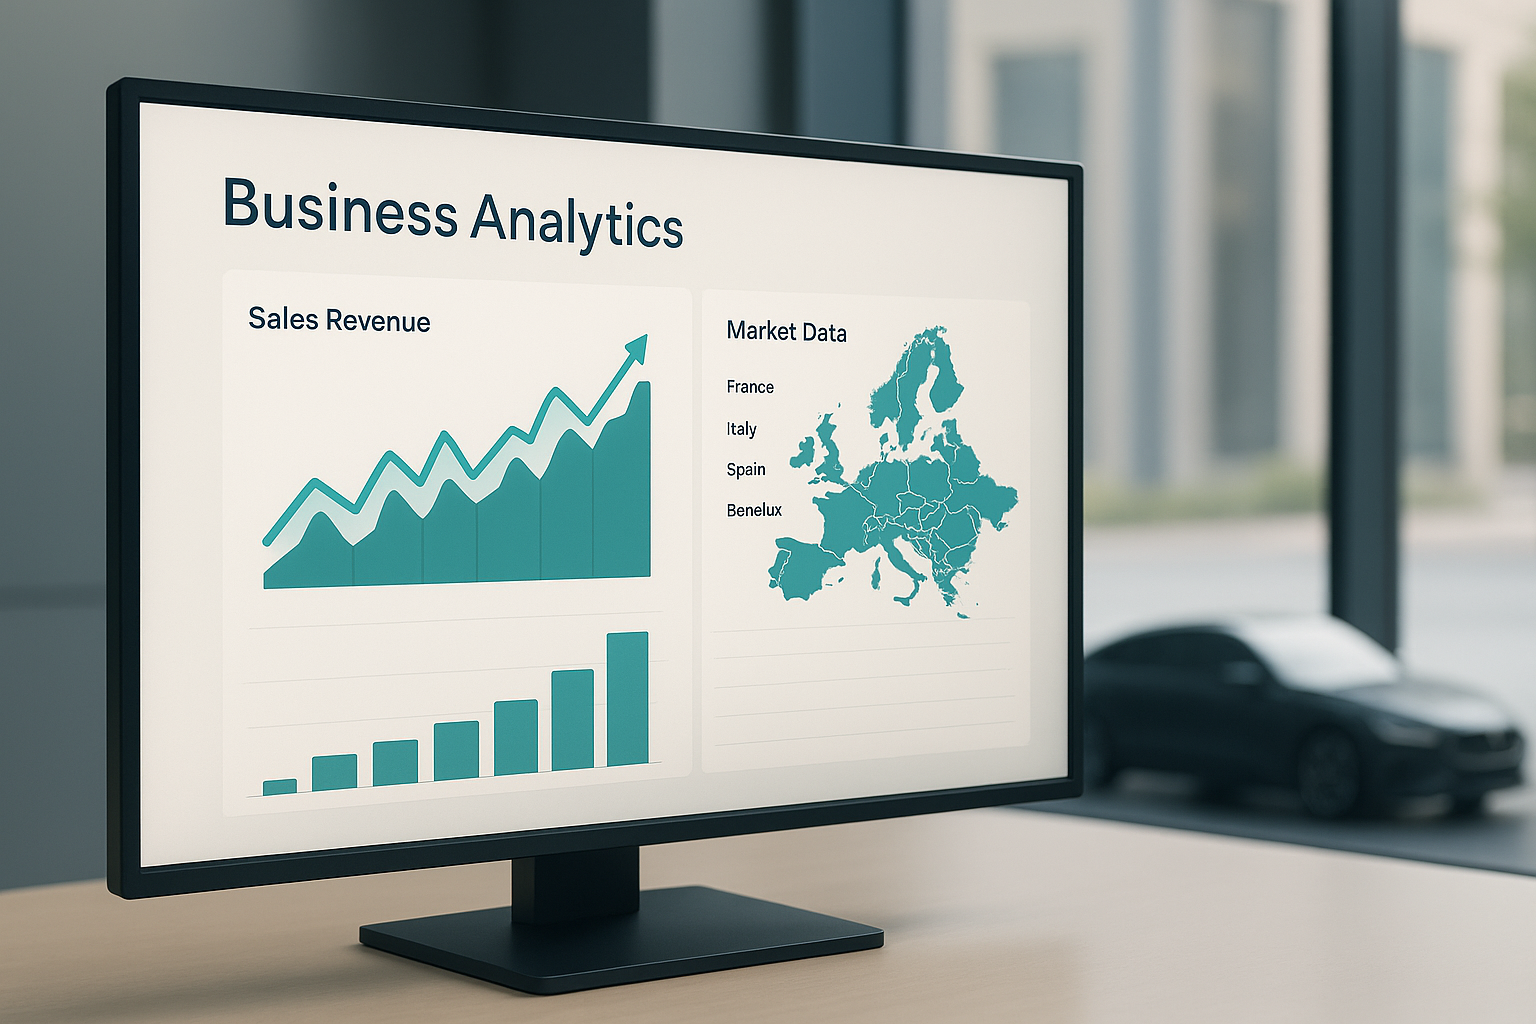 Business Analytics
Sales Revenue
Market Data
France
Italy
Spain
Benelux